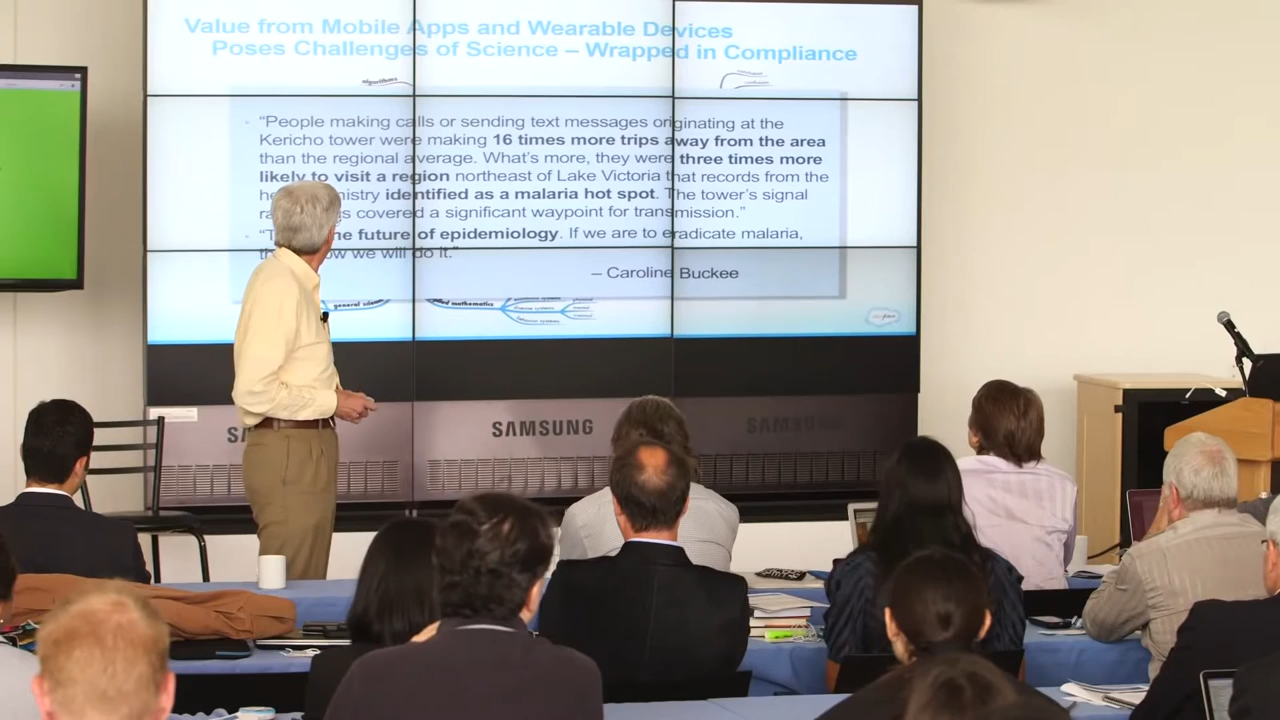 Value from Mobile Apps and Wearable Devices
Poses Challenges of Science – Wrapped in Compliance
algorithms
“People making calls or sending text messages originating at the
Kericho tower were making 16 times more trips away from the area
than the regional average. What’s more, they were three times more
likely to visit a region northeast of Lake Victoria that records from the
identified as a malaria hot spot. The tower’s signal
covered a significant waypoint for transmission.”
future of epidemiology. If we are to eradicate malaria,
we will do it.”
– Caroline Buckee
general
mathematics
SAMSUNG
SAMSUNG